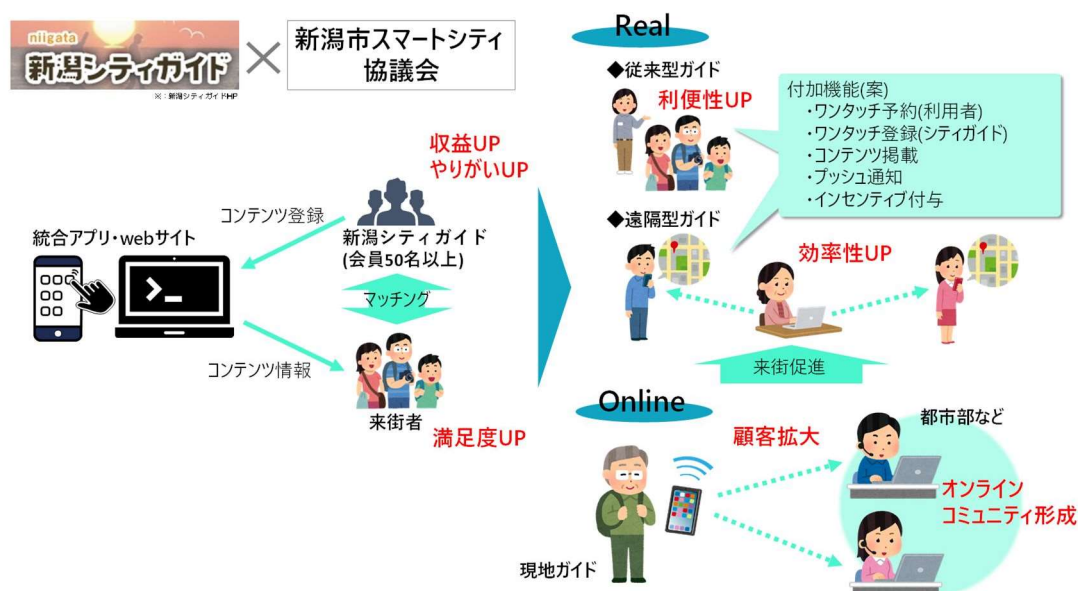 niigata
新潟シティガイド
※：新潟シティガイドHP
×
新潟市スマートシティ
協議会
収益UP
やりがいUP
コンテンツ登録
統合アプリ・webサイト
新潟シティガイド
(会員50名以上)
マッチング
コンテンツ情報
来街者
満足度UP
Real
◆従来型ガイド
利便性UP
付加機能(案)
・ワンタッチ予約(利用者)
・ワンタッチ登録(シティガイド)
・コンテンツ掲載
・プッシュ通知
・インセンティブ付与
◆遠隔型ガイド
効率性UP
来街促進
Online
顧客拡大
都市部など
オンライン
コミュニティ形成
現地ガイド